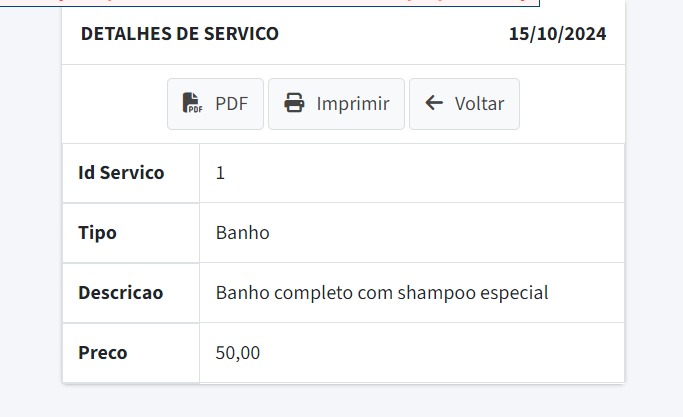 DETALHES DE SERVICO 15/10/2024
PDF Imprimir Voltar
Id Servico 1
Tipo Banho
Descricao Banho completo com shampoo especial
Preco 50,00